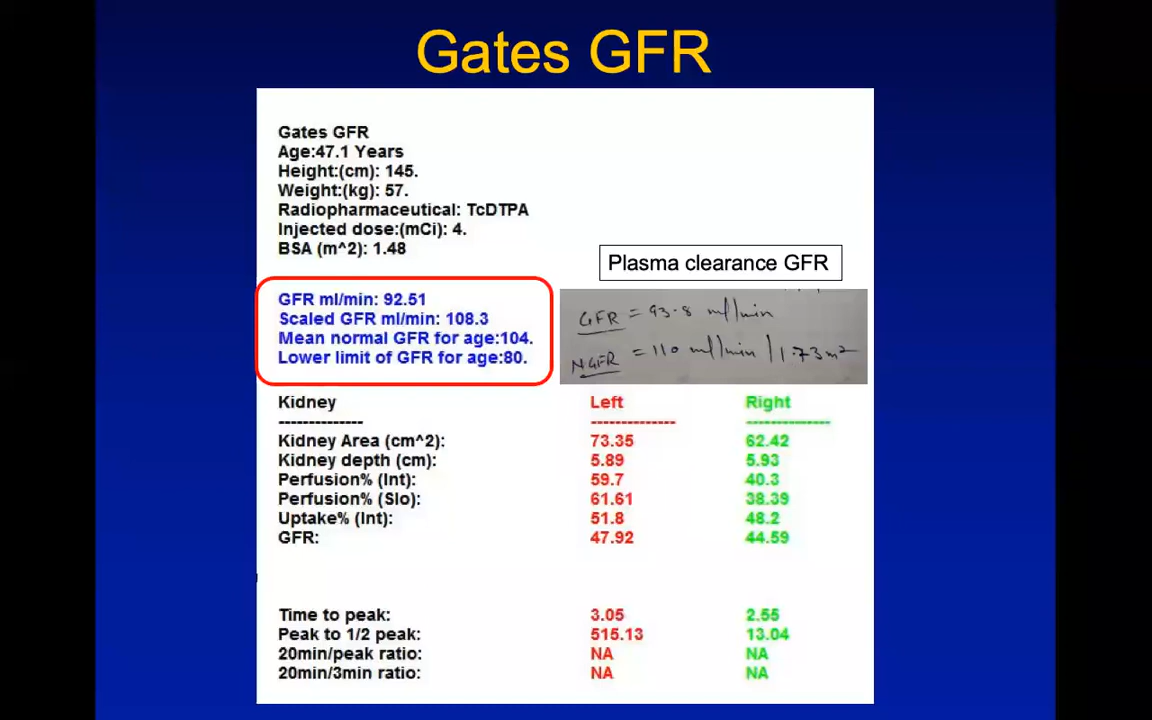 Gates GFR
Gates GFR
Age:47.1 Years
Height:(cm): 145.
Weight:(kg): 57.
Radiopharmaceutical: TcDTPA
Injected dose:(mCi): 4.
BSA (m^2): 1.48
Plasma clearance GFR
GFR ml/min: 92.51
Scaled GFR ml/min: 108.3
Mean normal GFR for age:104.
Lower limit of GFR for age:80.
GFR = 93.8 ml/min
NGFR = 110 ml/min / 1.73 m²
Kidney Left Right
-------------- -------------- --------------
Kidney Area (cm^2): 73.35 62.42
Kidney depth (cm): 5.89 5.93
Perfusion% (Int): 59.7 40.3
Perfusion% (Slo): 61.61 38.39
Uptake% (Int): 51.8 48.2
GFR: 47.92 44.59
Time to peak: 3.05 2.55
Peak to 1/2 peak: 515.13 13.04
20min/peak ratio: NA NA
20min/3min ratio: NA NA